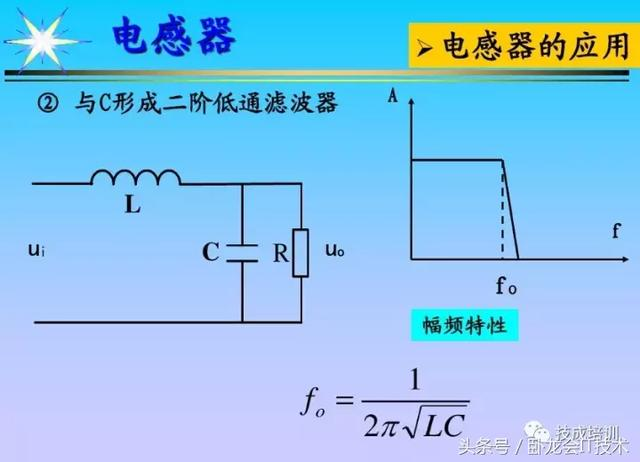 电感器
➢ 电感器的应用
② 与C形成二阶低通滤波器
A
L
ui
C
R
uo
f
fo
幅频特性
fo = 1 / 2π√LC
技成培训
头条号 / 卧龙会IT技术